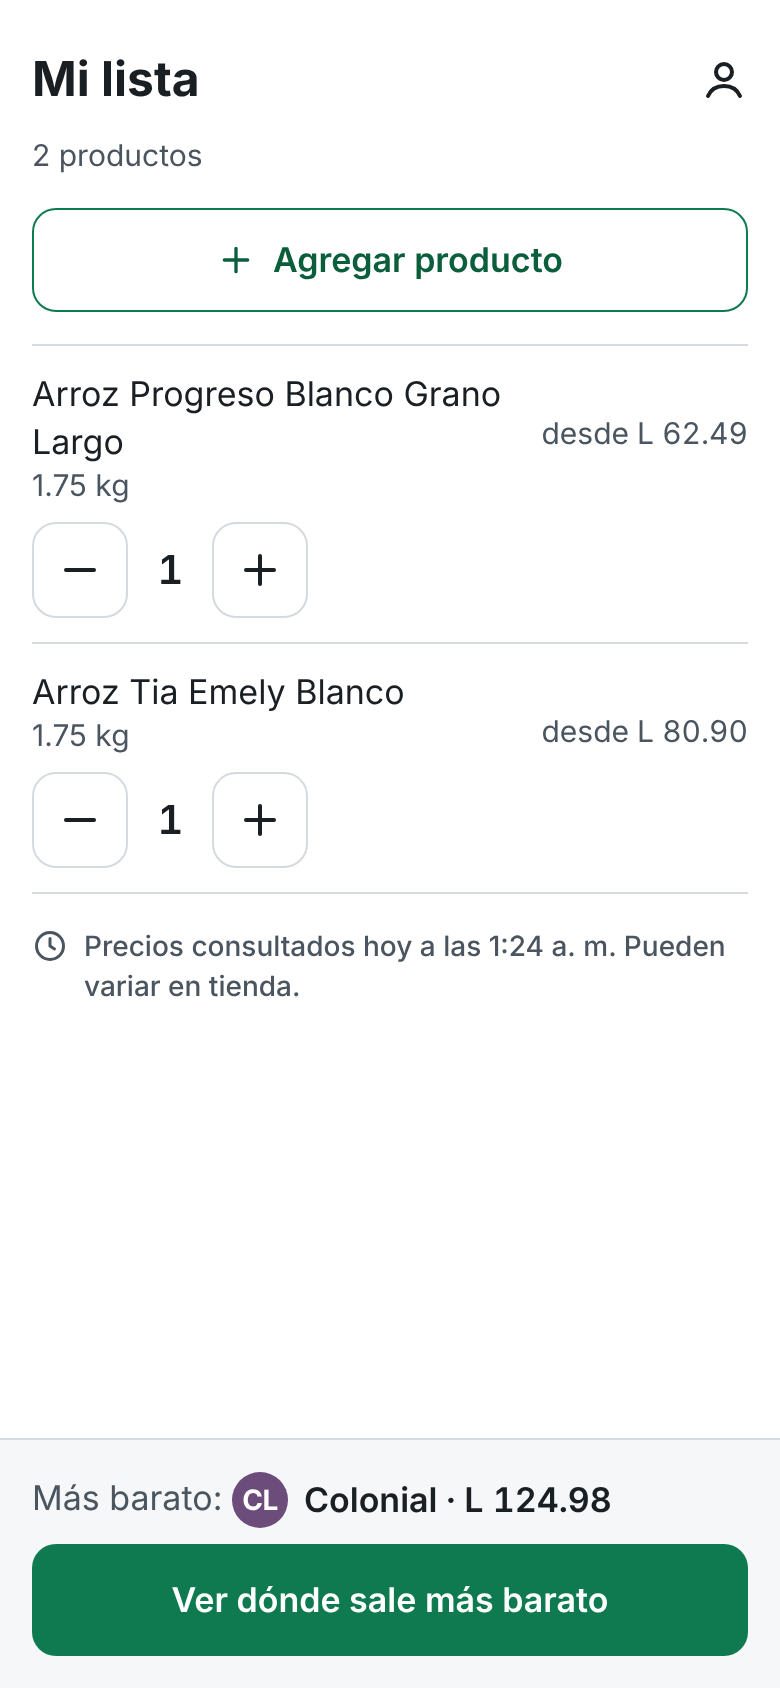 Mi lista
2 productos
+ Agregar producto
Arroz Progreso Blanco Grano
Largo
desde L 62.49
1.75 kg
− 1 +
Arroz Tia Emely Blanco
1.75 kg
desde L 80.90
− 1 +
Precios consultados hoy a las 1:24 a. m. Pueden
variar en tienda.
Más barato: CL Colonial · L 124.98
Ver dónde sale más barato